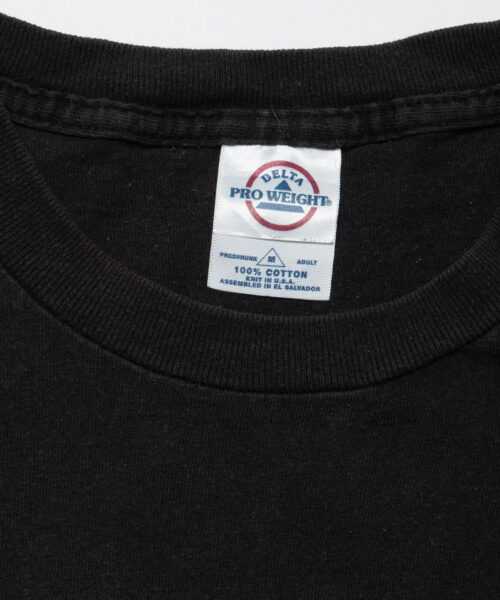 DELTA
PRO WEIGHT®
PRESHRUNK M ADULT
100% COTTON
KNIT IN U.S.A.
ASSEMBLED IN EL SALVADOR